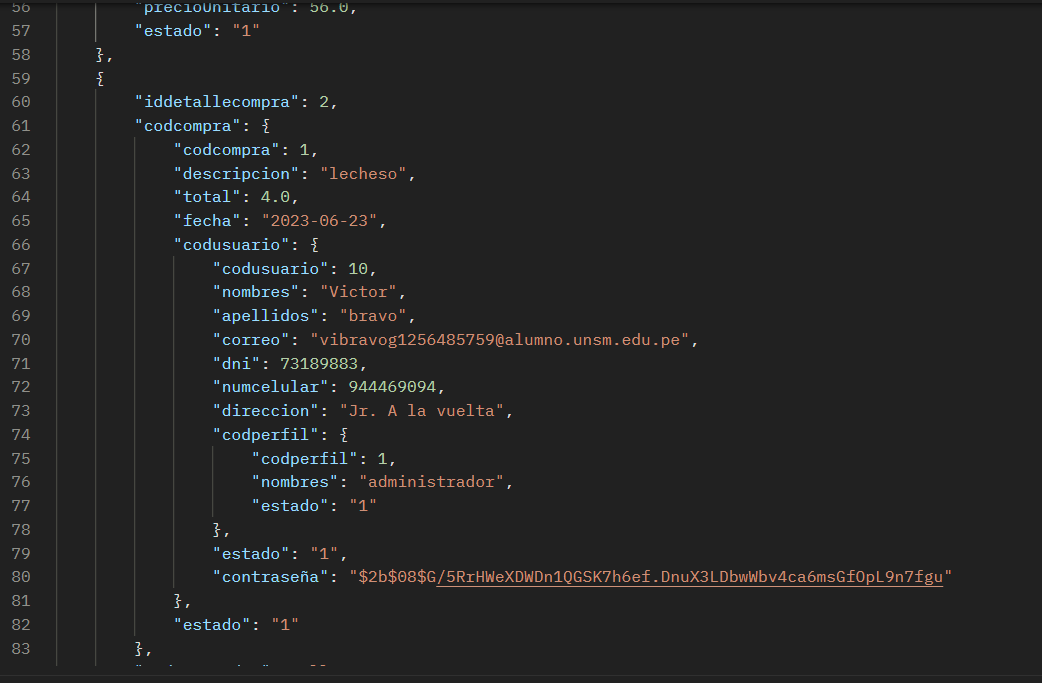 56 "precioUnitario": 56.0,
57 "estado": "1"
58 },
59 {
60 "iddetallecompra": 2,
61 "codcompra": {
62 "codcompra": 1,
63 "descripcion": "lecheso",
64 "total": 4.0,
65 "fecha": "2023-06-23",
66 "codusuario": {
67 "codusuario": 10,
68 "nombres": "Victor",
69 "apellidos": "bravo",
70 "correo": "vibravog1256485759@alumno.unsm.edu.pe",
71 "dni": 73189883,
72 "numcelular": 944469094,
73 "direccion": "Jr. A la vuelta",
74 "codperfil": {
75 "codperfil": 1,
76 "nombres": "administrador",
77 "estado": "1"
78 },
79 "estado": "1",
80 "contraseña": "$2b$08$G/5RrHWeXDWDn1QGSK7h6ef.DnuX3LDbwWbv4ca6msGfOpL9n7fgu"
81 },
82 "estado": "1"
83 },